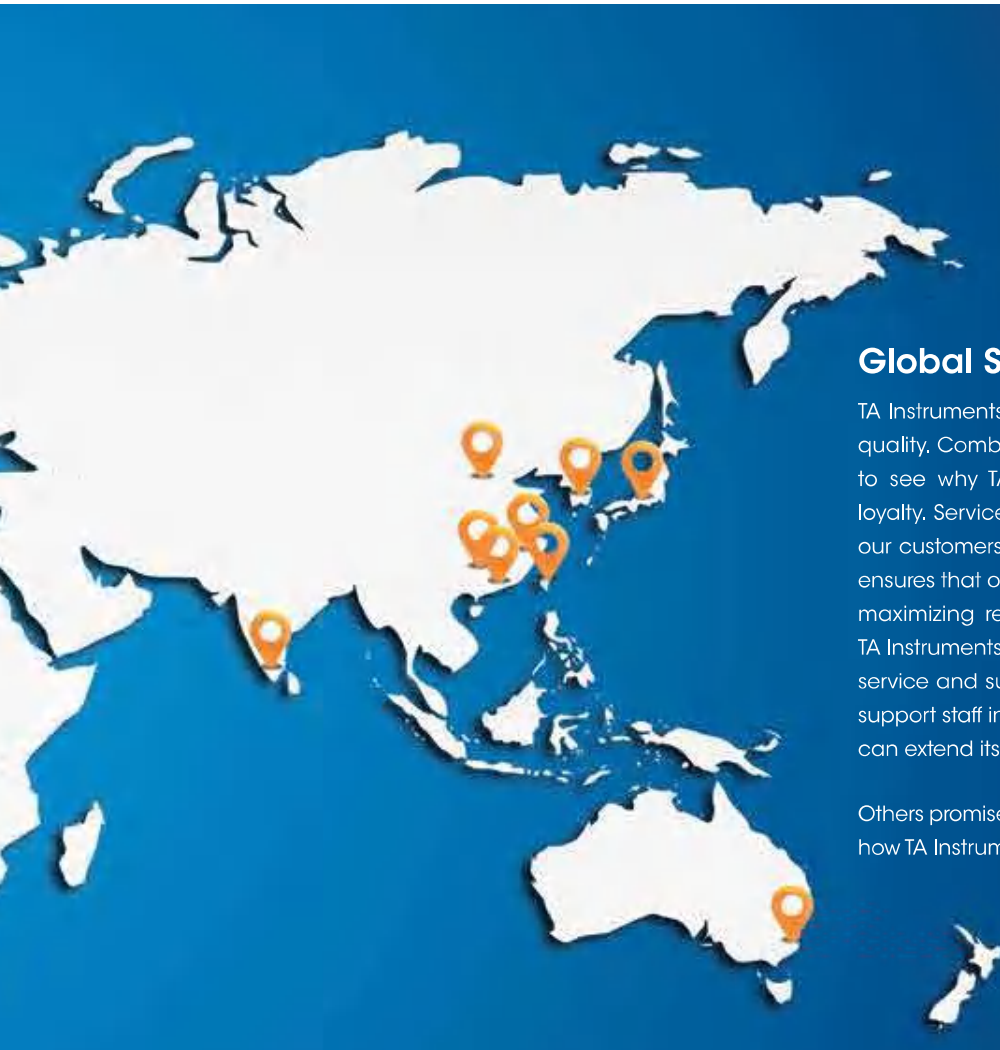 Global S
TA Instruments
quality. Comb
to see why TA
loyalty. Service
our customers
ensures that o
maximizing re
TA Instruments
service and su
support staff in
can extend its
Others promise
how TA Instrum